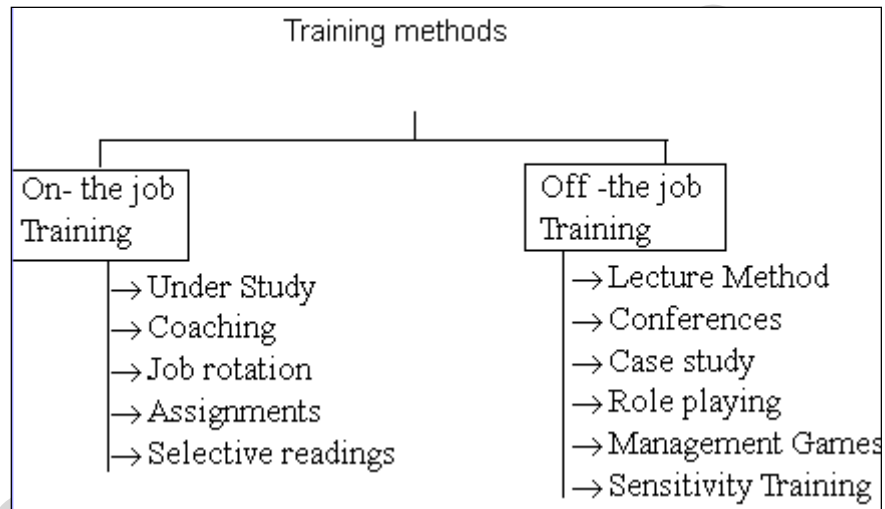 Training methods
On- the job
Training
→ Under Study
→ Coaching
→ Job rotation
→ Assignments
→ Selective readings
Off -the job
Training
→ Lecture Method
→ Conferences
→ Case study
→ Role playing
→ Management Games
→ Sensitivity Training